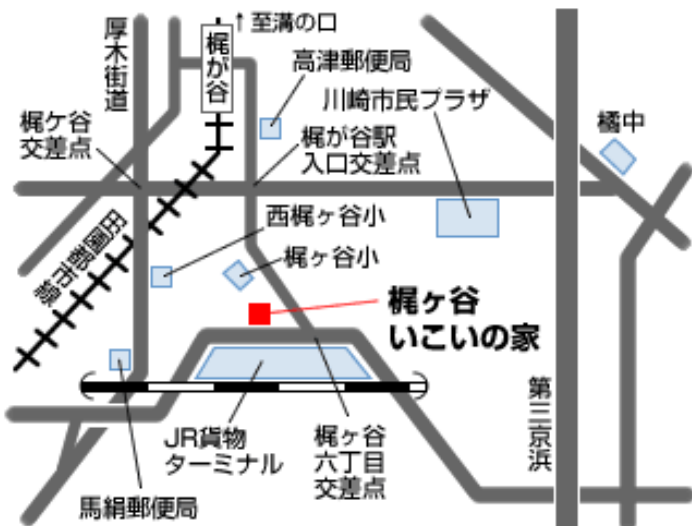 ↑至溝の口
厚木街道
梶が谷
高津郵便局
川崎市民プラザ
橘中
梶ケ谷
交差点
梶が谷駅
入口交差点
西梶ヶ谷小
田園都市線
梶ヶ谷小
梶ヶ谷
いこいの家
第三京浜
JR貨物
ターミナル
梶ヶ谷
六丁目
交差点
馬絹郵便局